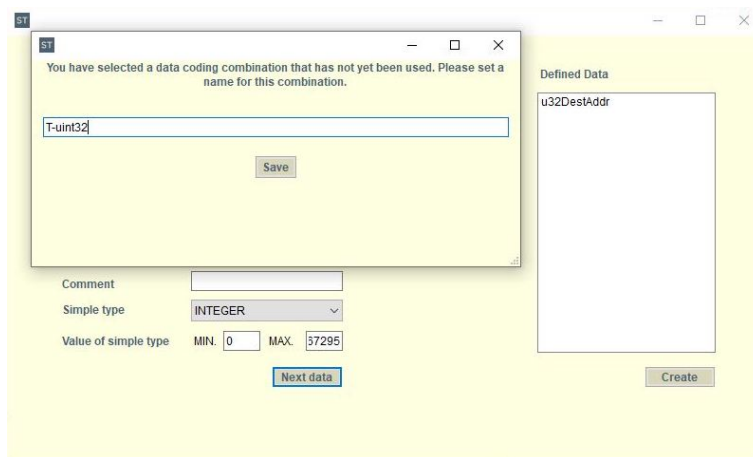 ST
ST
You have selected a data coding combination that has not yet been used. Please set a
name for this combination.
T-uint32
Save
Defined Data
u32DestAddr
Comment
Simple type
INTEGER
Value of simple type MIN. 0 MAX. 67295
Next data
Create